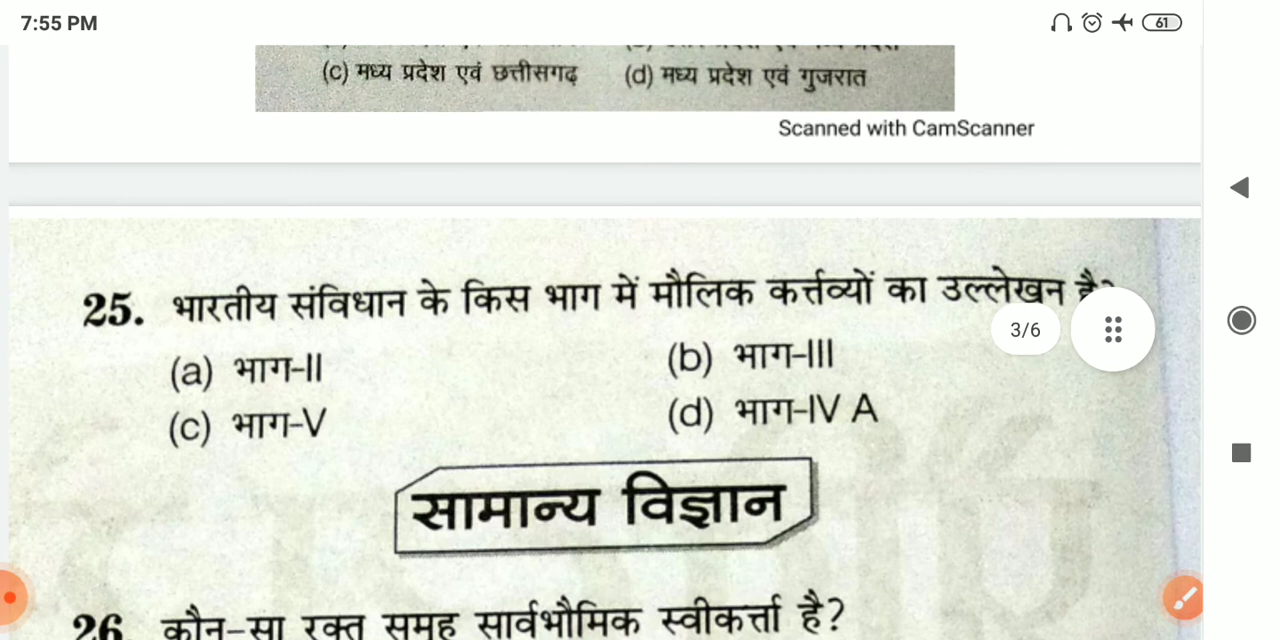 7:55 PM 61
(c) मध्य प्रदेश एवं छत्तीसगढ़ (d) मध्य प्रदेश एवं गुजरात
Scanned with CamScanner
25. भारतीय संविधान के किस भाग में मौलिक कर्त्तव्यों का उल्लेखन है?
3/6
(a) भाग-II (b) भाग-III
(c) भाग-V (d) भाग-IV A
सामान्य विज्ञान
26. कौन-सा रक्त समूह सार्वभौमिक स्वीकर्त्ता है?